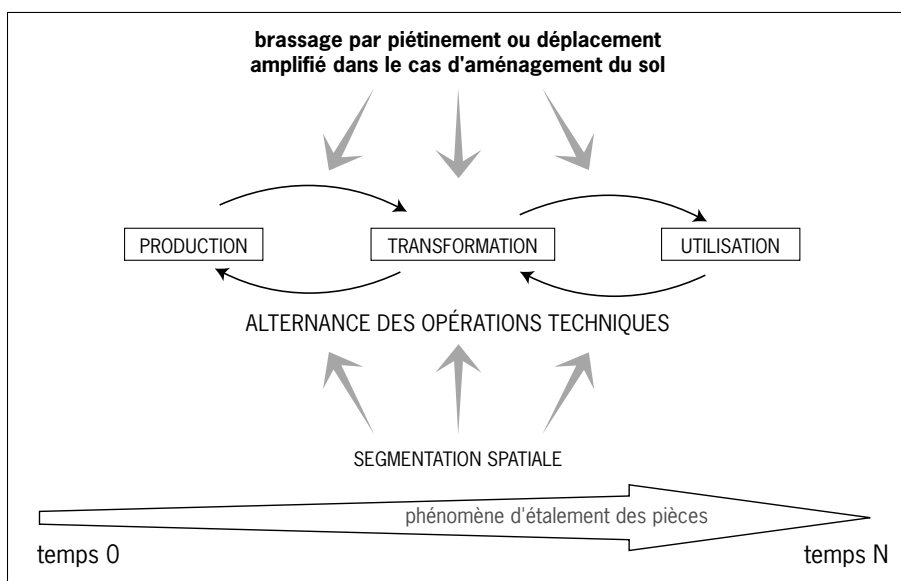 brassage par piétinement ou déplacement
amplifié dans le cas d'aménagement du sol
PRODUCTION
TRANSFORMATION
UTILISATION
ALTERNANCE DES OPÉRATIONS TECHNIQUES
SEGMENTATION SPATIALE
phénomène d'étalement des pièces
temps 0
temps N